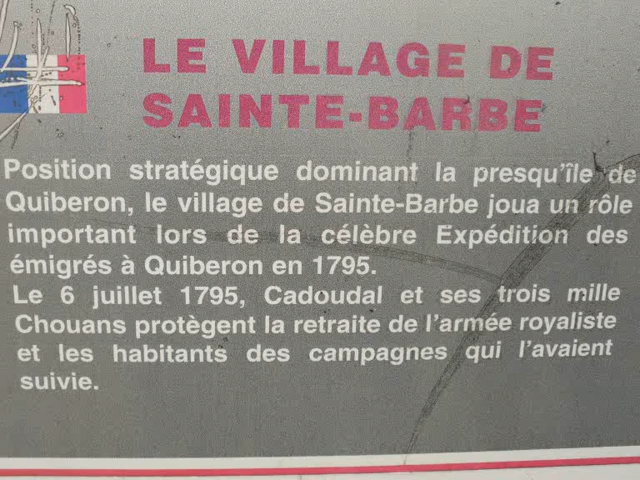 LE VILLAGE DE
SAINTE-BARBE
Position stratégique dominant la presqu'île de
Quiberon, le village de Sainte-Barbe joua un rôle
important lors de la célèbre Expédition des
émigrés à Quiberon en 1795.
Le 6 juillet 1795, Cadoudal et ses trois mille
Chouans protègent la retraite de l'armée royaliste
et les habitants des campagnes qui l'avaient
suivie.